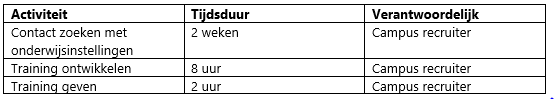 Activiteit Tijdsduur Verantwoordelijk
Contact zoeken met 2 weken Campus recruiter
onderwijsinstellingen
Training ontwikkelen 8 uur Campus recruiter
Training geven 2 uur Campus recruiter